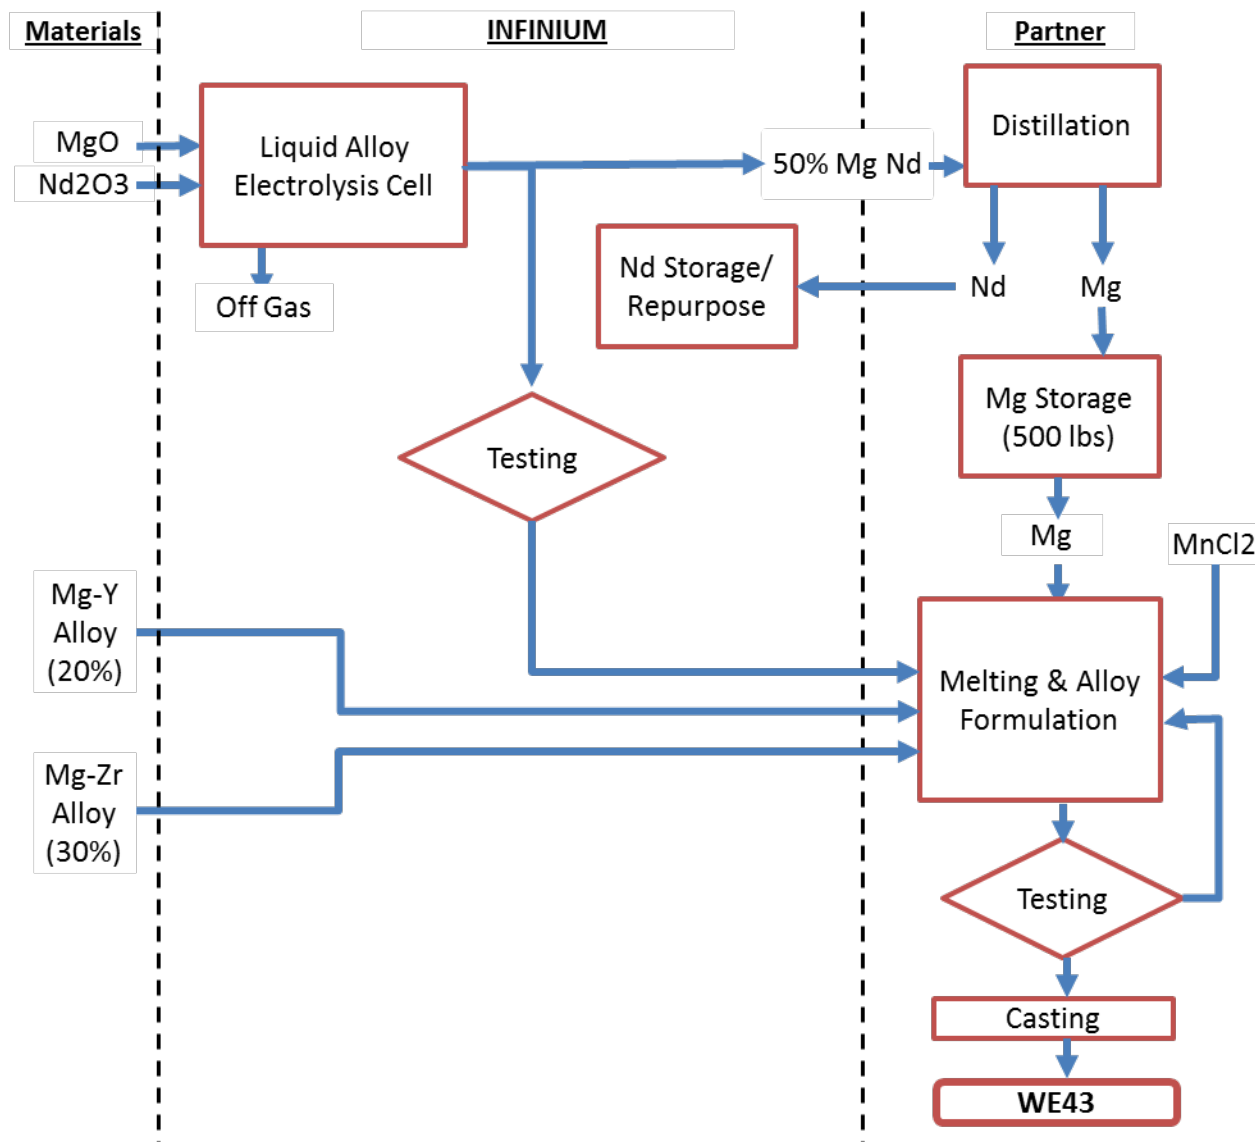 Materials
INFINIUM
Partner
MgO
Nd2O3
Liquid Alloy
Electrolysis Cell
Off Gas
50% Mg Nd
Distillation
Nd Storage/
Repurpose
Nd
Mg
Mg Storage
(500 lbs)
Testing
Mg
MnCl2
Mg-Y
Alloy
(20%)
Melting & Alloy
Formulation
Mg-Zr
Alloy
(30%)
Testing
Casting
WE43